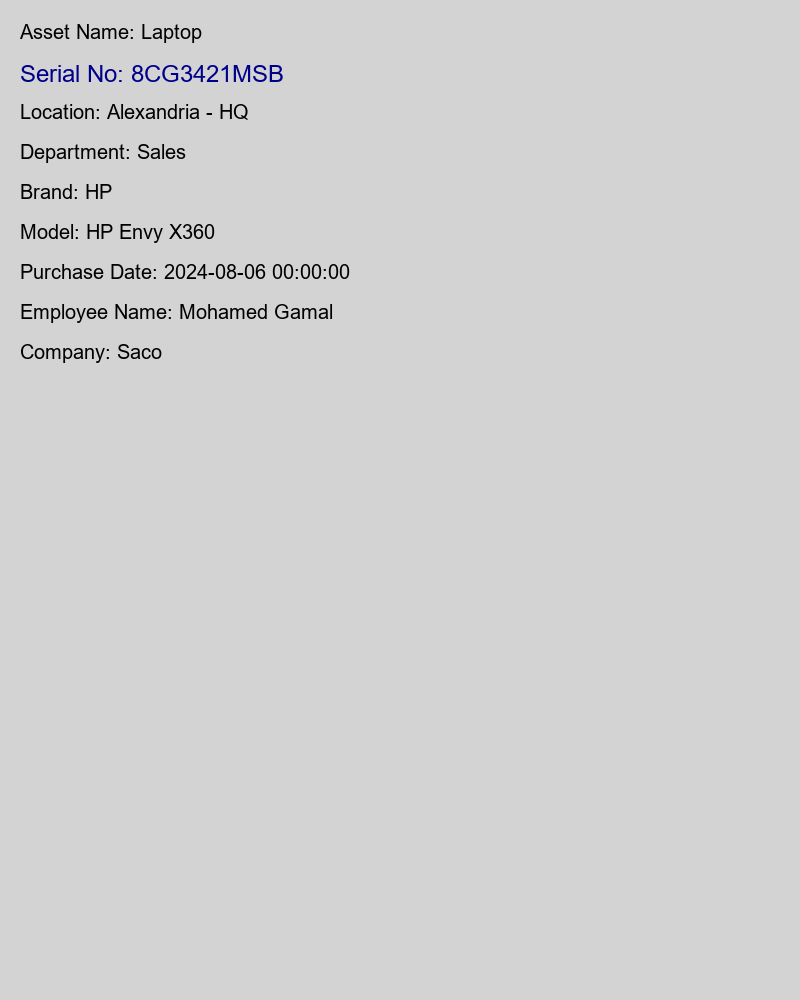 Asset Name: Laptop
Serial No: 8CG3421MSB
Location: Alexandria - HQ
Department: Sales
Brand: HP
Model: HP Envy X360
Purchase Date: 2024-08-06 00:00:00
Employee Name: Mohamed Gamal
Company: Saco